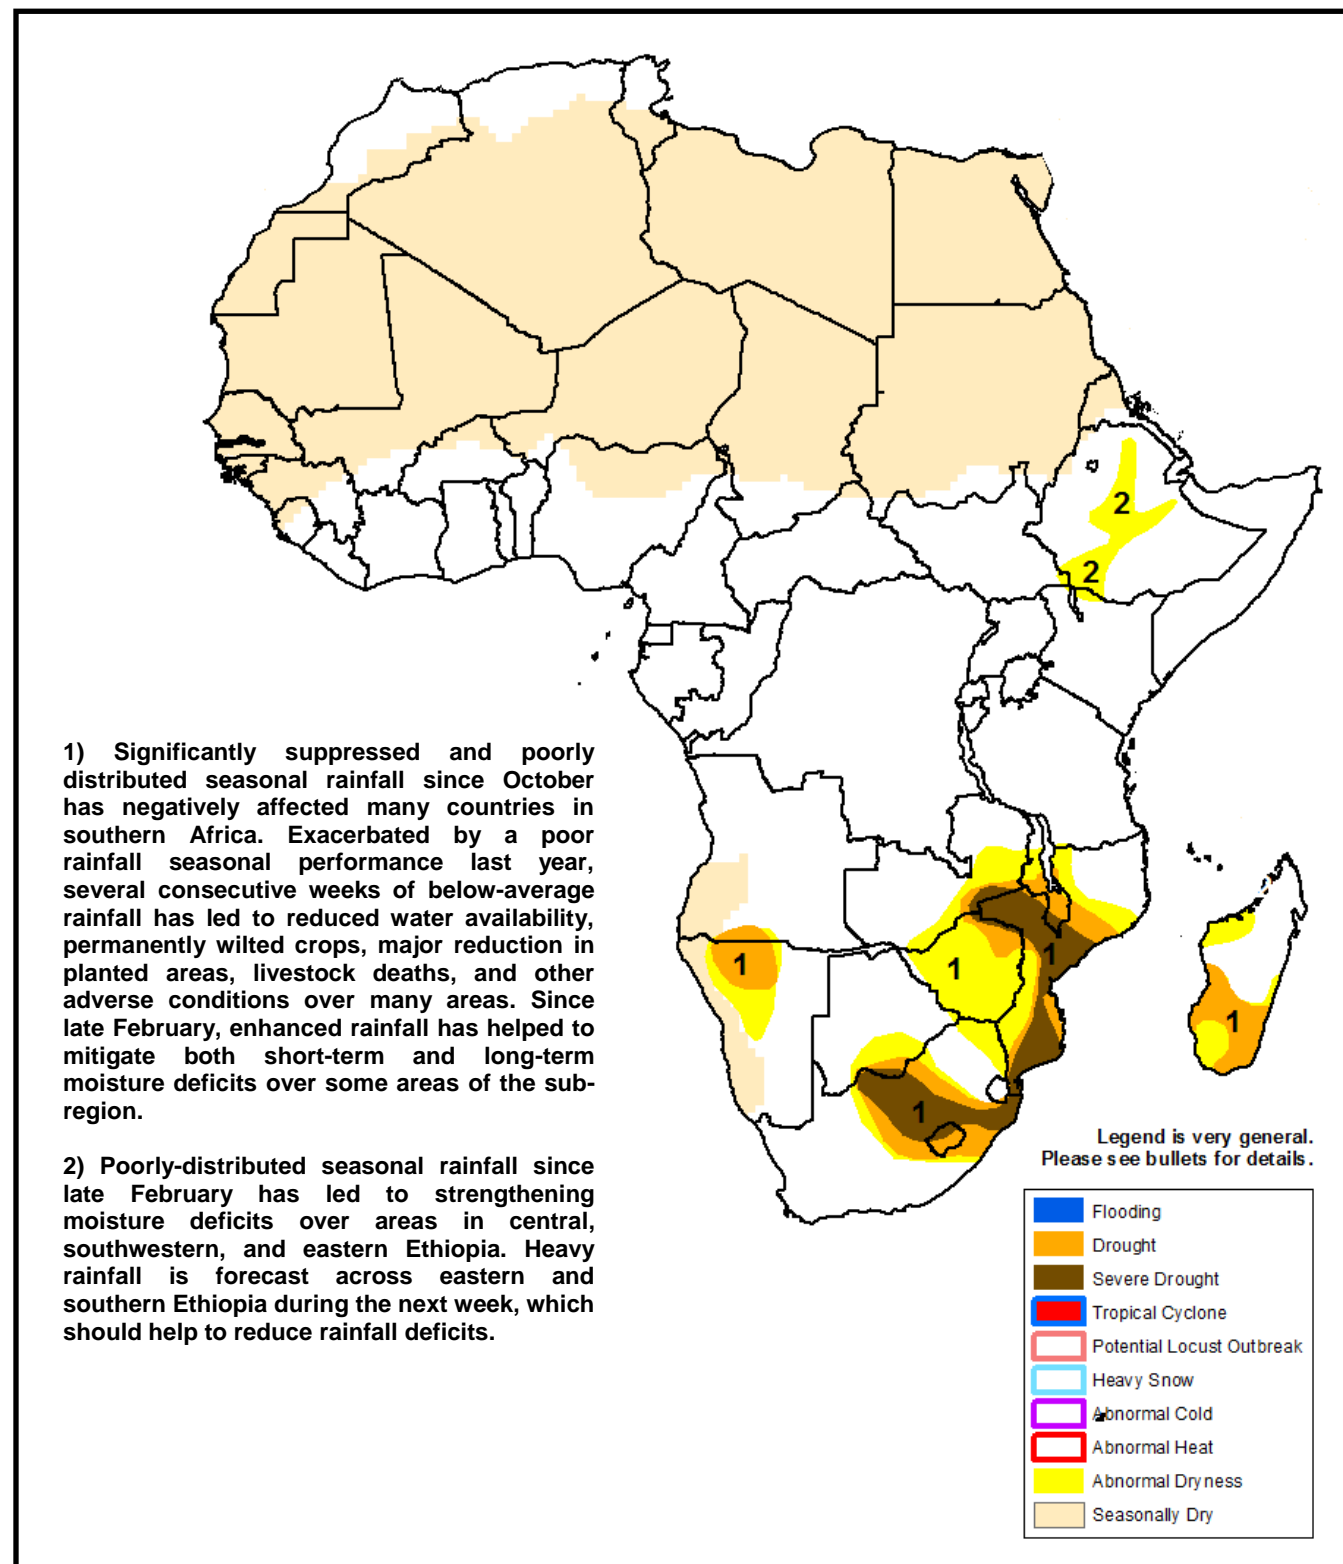 2
2
1) Significantly suppressed and poorly
distributed seasonal rainfall since October
has negatively affected many countries in
southern Africa. Exacerbated by a poor
rainfall seasonal performance last year,
several consecutive weeks of below-average
rainfall has led to reduced water availability,
permanently wilted crops, major reduction in
planted areas, livestock deaths, and other
adverse conditions over many areas. Since
late February, enhanced rainfall has helped to
mitigate both short-term and long-term
moisture deficits over some areas of the sub-
region.
2) Poorly-distributed seasonal rainfall since
late February has led to strengthening
moisture deficits over areas in central,
southwestern, and eastern Ethiopia. Heavy
rainfall is forecast across eastern and
southern Ethiopia during the next week, which
should help to reduce rainfall deficits.
1
1
1
1
1
Legend is very general.
Please see bullets for details.
Flooding
Drought
Severe Drought
Tropical Cyclone
Potential Locust Outbreak
Heavy Snow
Abnormal Cold
Abnormal Heat
Abnormal Dryness
Seasonally Dry